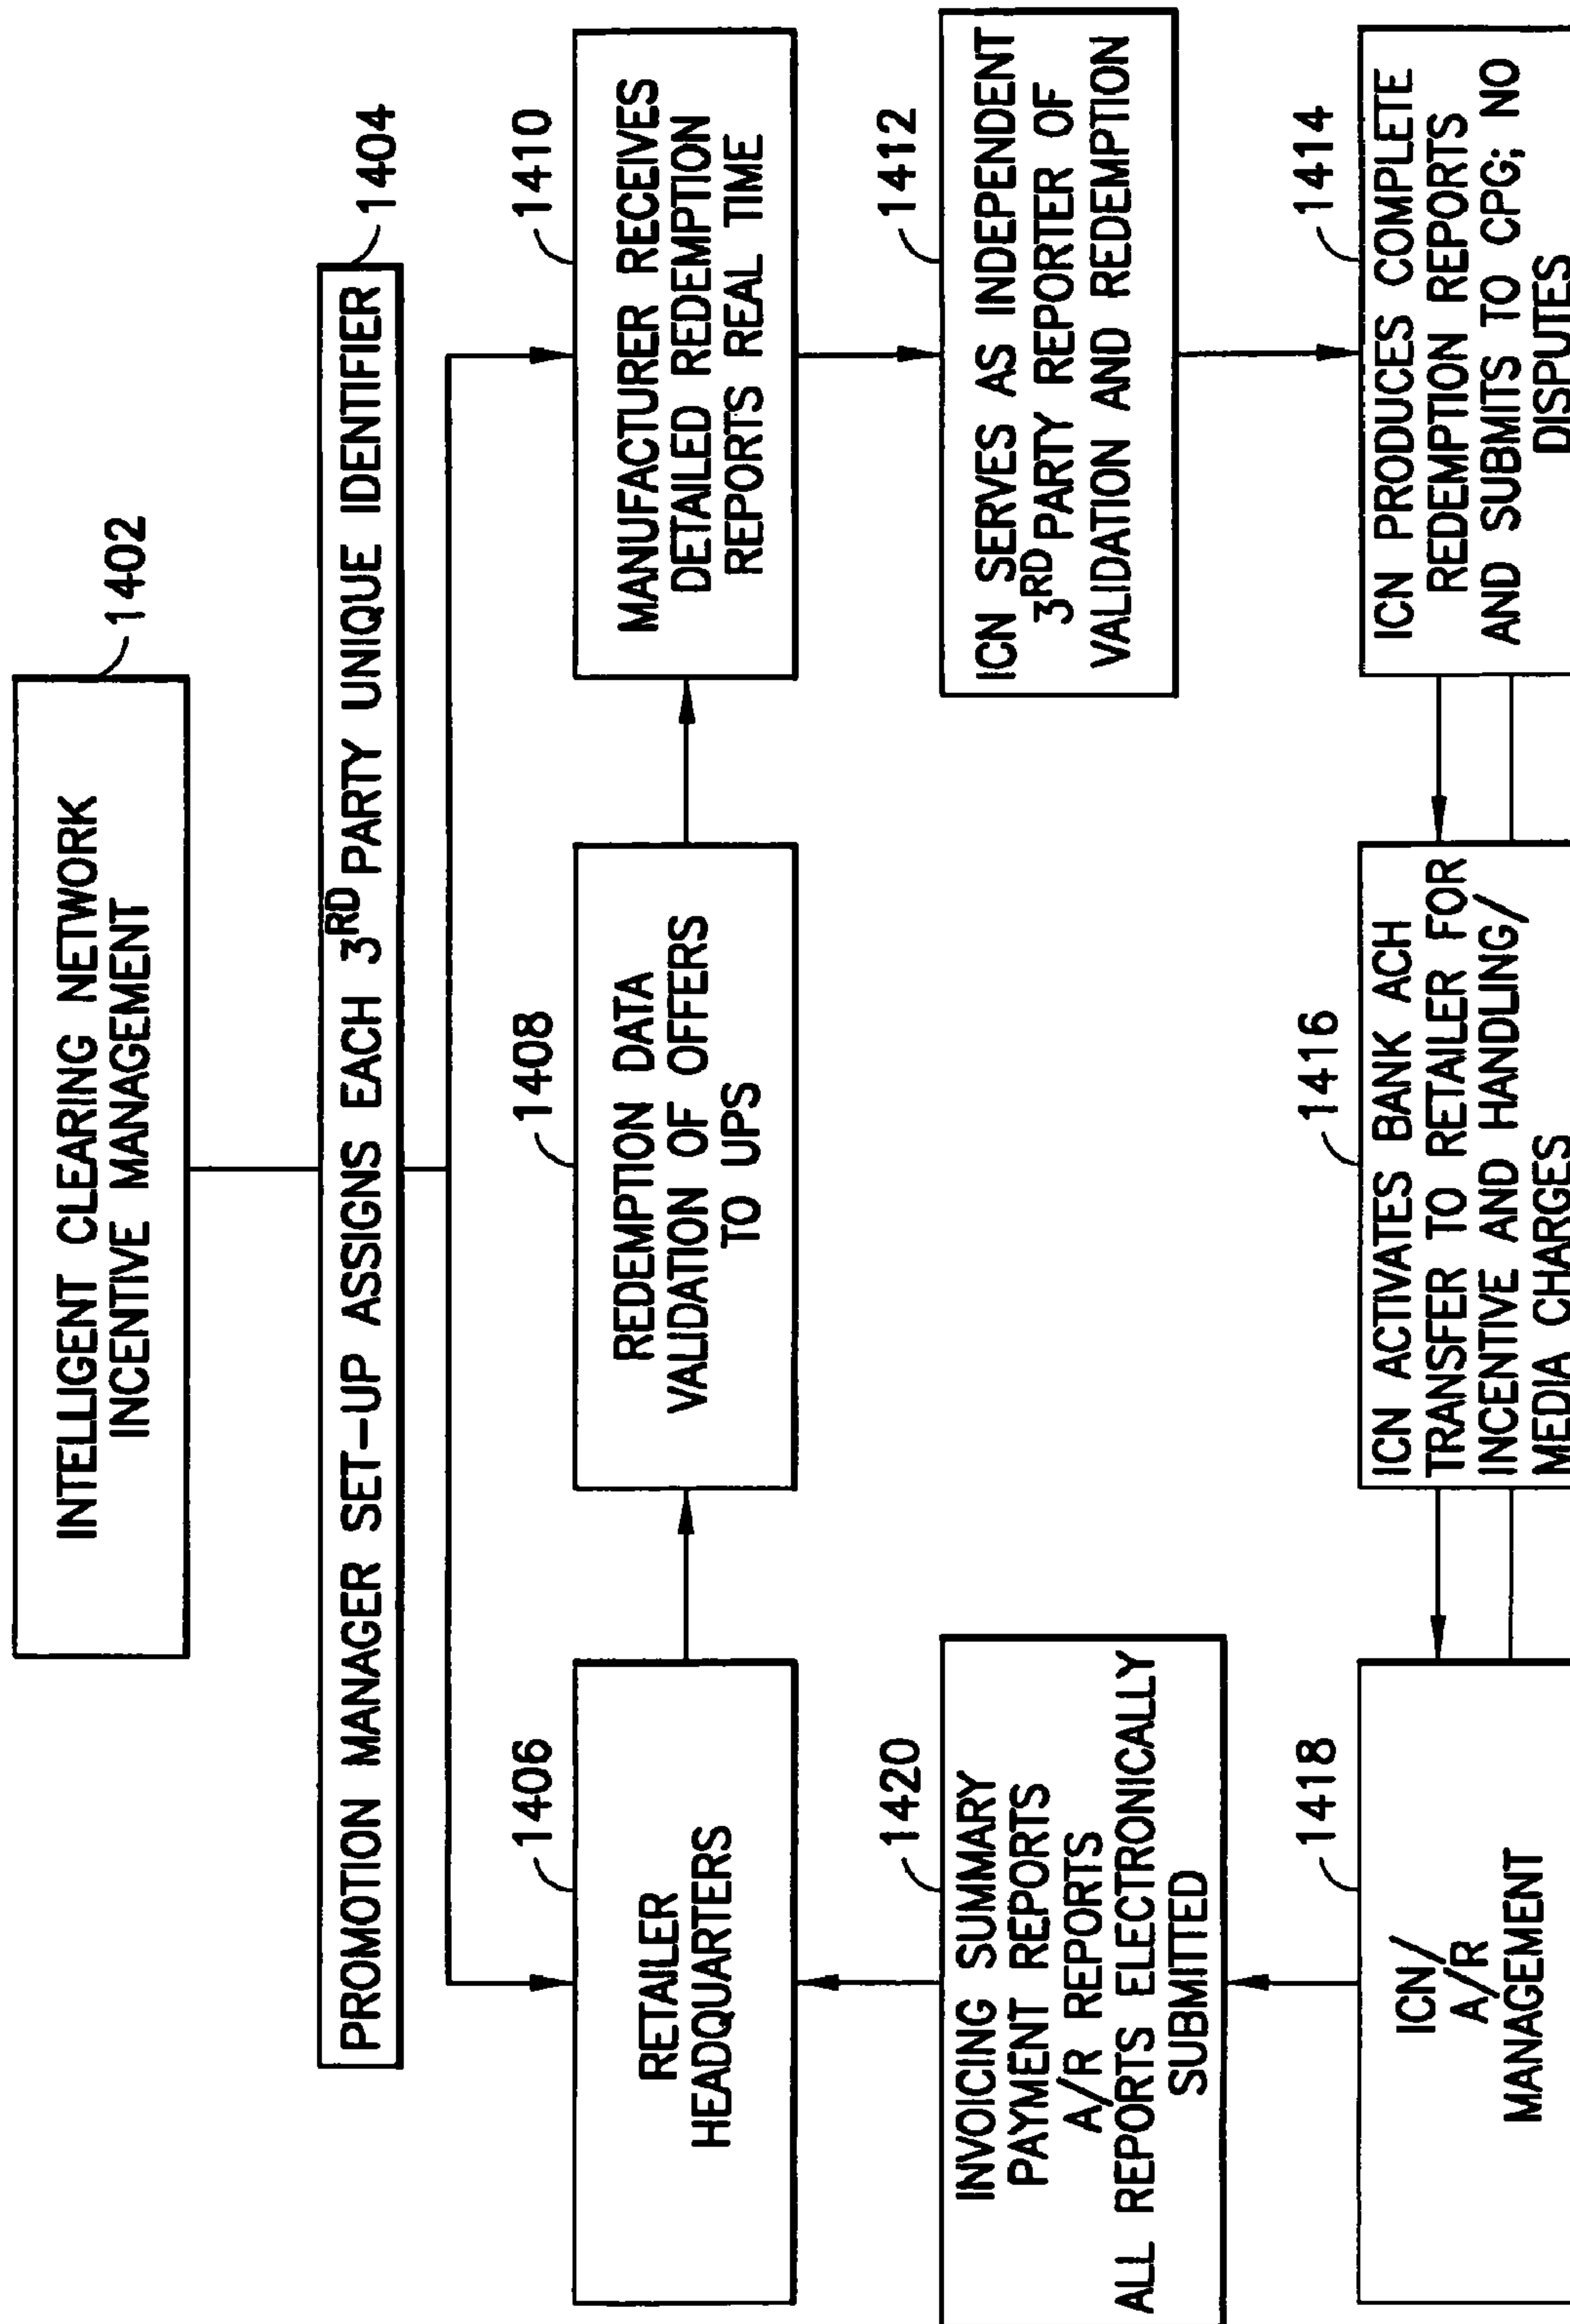 INTELLIGENT CLEARING NETWORK
INCENTIVE MANAGEMENT
1402
PROMOTION MANAGER SET-UP ASSIGNS EACH 3RD PARTY UNIQUE IDENTIFIER
1404
1406
RETAILER
HEADQUARTERS
1408
REDEMPTION DATA
VALIDATION OF OFFERS
TO UPS
1410
MANUFACTURER RECEIVES
DETAILED REDEMPTION
REPORTS REAL TIME
1420
INVOICING SUMMARY
PAYMENT REPORTS
A/R REPORTS
ALL REPORTS ELECTRONICALLY
SUBMITTED
1412
ICN SERVES AS INDEPENDENT
3RD PARTY REPORTER OF
VALIDATION AND REDEMPTION
1418
ICN/
A/R
MANAGEMENT
1416
ICN ACTIVATES BANK ACH
TRANSFER TO RETAILER FOR
INCENTIVE AND HANDLING/
MEDIA CHARGES
1414
ICN PRODUCES COMPLETE
REDEMPTION REPORTS
AND SUBMITS TO CPG; NO
DISPUTES